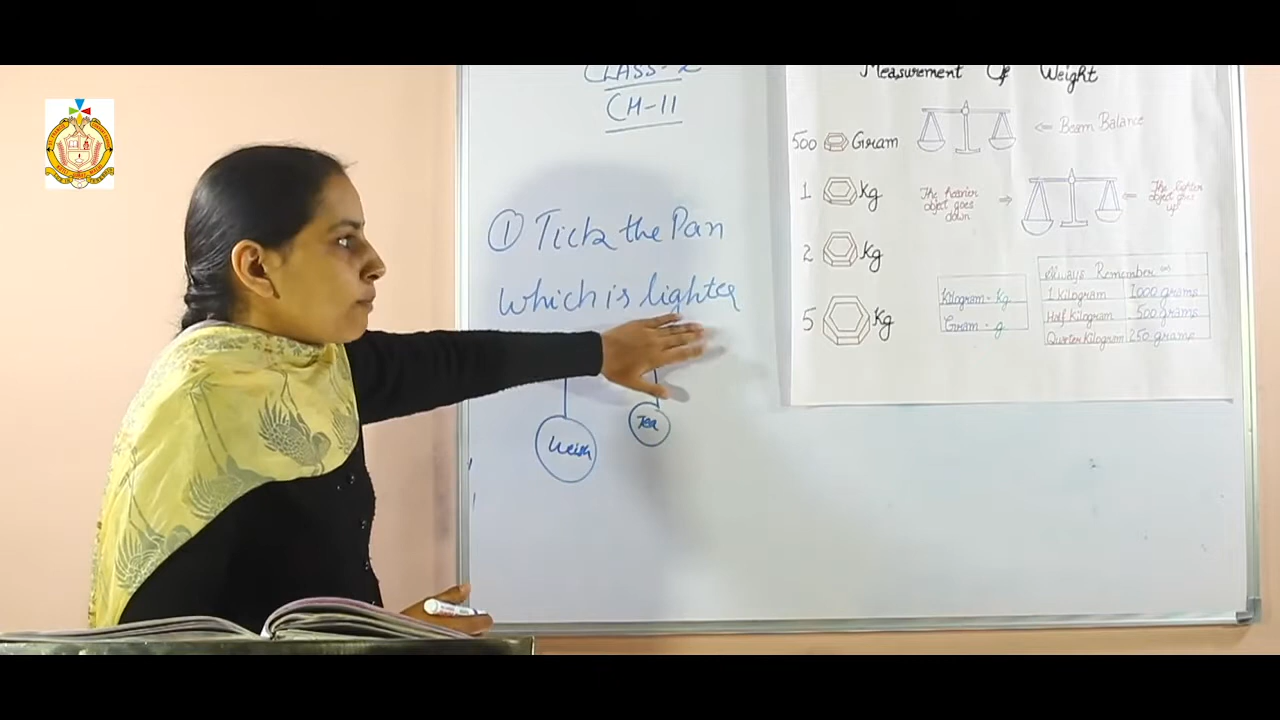 CLASS-2
CH-11
① Tick the Pan
which is lighter
Tea
Measurement Of Weight
500 Gram
1 Kg
2 Kg
5 Kg
<= Beam Balance
The heavier
object goes
down
=>
<= The lighter
object goes
up
Kilogram - Kg
Gram - g
Always Remember
1 Kilogram 1000 grams
Half Kilogram 500 grams
Quarter Kilogram 250 grams